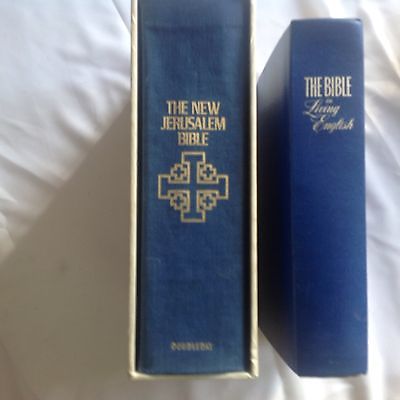 THE NEW
JERUSALEM
BIBLE
DOUBLEDAY
THE BIBLE
in
Living
English